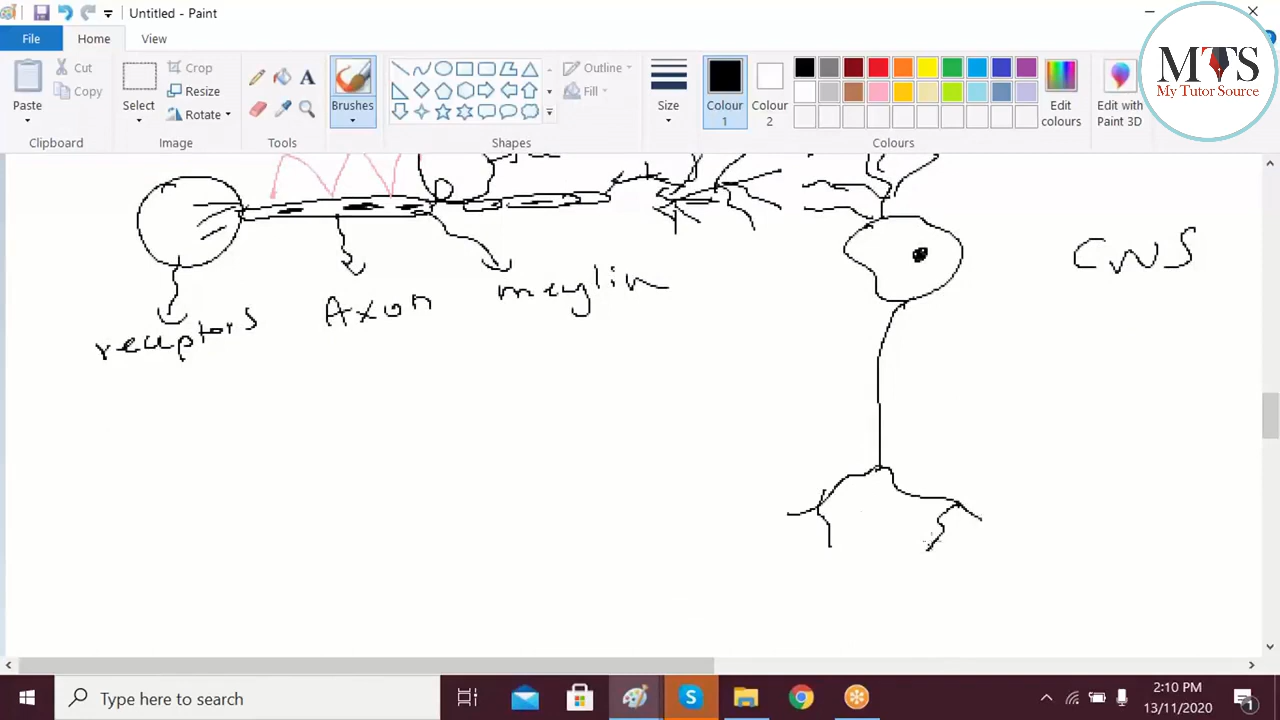 Untitled - Paint
File
Home
View
Paste
Cut
Copy
Clipboard
Select
Crop
Resize
Rotate
Image
Tools
Brushes
Outline
Fill
Shapes
Size
Colour
1
Colour
2
Edit
colours
Edit with
Paint 3D
Colours
MTS
My Tutor Source
receptors
Axon
meylin
CNS
Type here to search
2:10 PM
13/11/2020
1